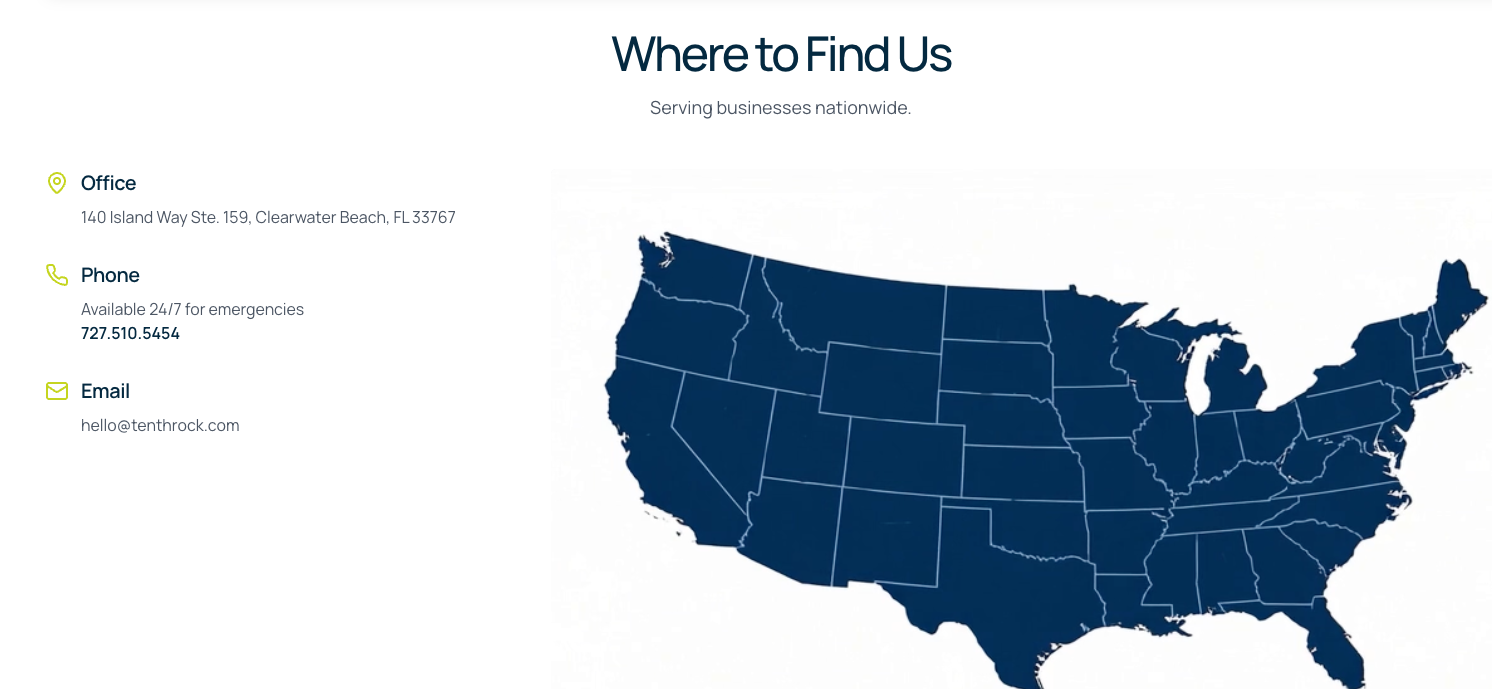 Where to Find Us
Serving businesses nationwide.
Office
140 Island Way Ste. 159, Clearwater Beach, FL 33767
Phone
Available 24/7 for emergencies
727.510.5454
Email
hello@tenthrock.com